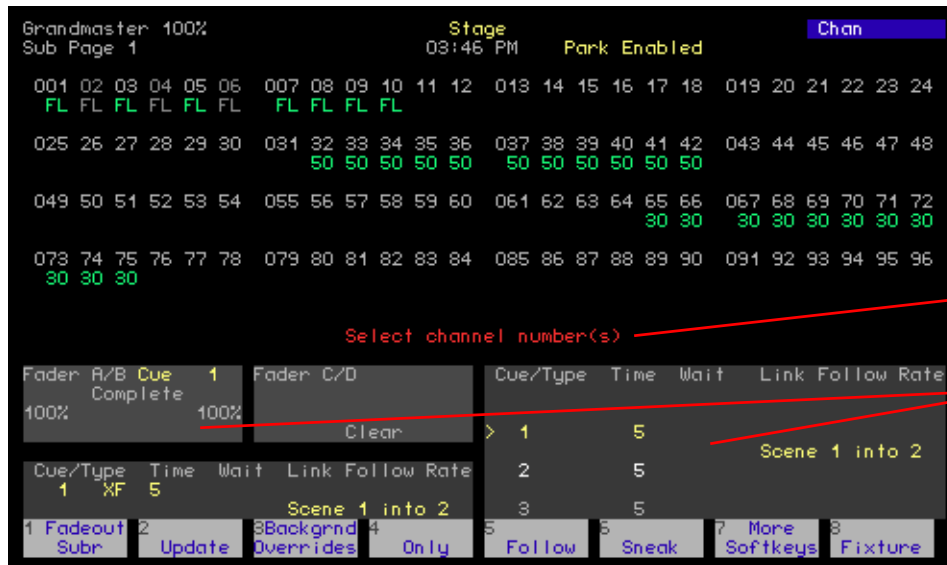 Grandmaster 100% Stage Chan
Sub Page 1 03:46 PM Park Enabled
001 02 03 04 05 06 007 08 09 10 11 12 013 14 15 16 17 18 019 20 21 22 23 24
FL FL FL FL FL FL FL FL FL FL
025 26 27 28 29 30 031 32 33 34 35 36 037 38 39 40 41 42 043 44 45 46 47 48
50 50 50 50 50 50 50 50 50 50 50
049 50 51 52 53 54 055 56 57 58 59 60 061 62 63 64 65 66 067 68 69 70 71 72
30 30 30 30 30 30 30 30
073 74 75 76 77 78 079 80 81 82 83 84 085 86 87 88 89 90 091 92 93 94 95 96
30 30 30
Select channel number(s)
Fader A/B Cue 1
Complete
100% 100%
Fader C/D
Clear
Cue/Type Time Wait Link Follow Rate
1 XF 5
Scene 1 into 2
Cue/Type Time Wait Link Follow Rate
> 1 5
Scene 1 into 2
2 5
3 5
1 Fadeout Subr
2 Update
3 Backgrnd Overrides
4 Only
5 Follow
6 Sneak
7 More Softkeys
8 Fixture